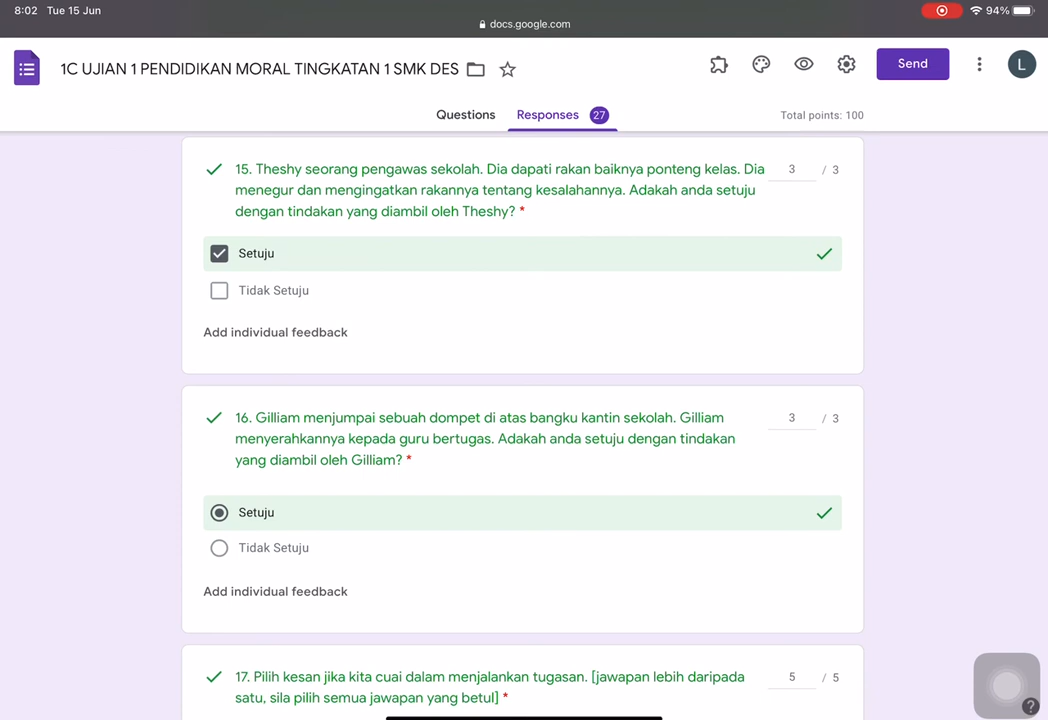 8:02 Tue 15 Jun
94%
docs.google.com
1C UJIAN 1 PENDIDIKAN MORAL TINGKATAN 1 SMK DES
Send
L
Questions
Responses 27
Total points: 100
15. Theshy seorang pengawas sekolah. Dia dapati rakan baiknya ponteng kelas. Dia
menegur dan mengingatkan rakannya tentang kesalahannya. Adakah anda setuju
dengan tindakan yang diambil oleh Theshy? *
3 / 3
Setuju
Tidak Setuju
Add individual feedback
16. Gilliam menjumpai sebuah dompet di atas bangku kantin sekolah. Gilliam
menyerahkannya kepada guru bertugas. Adakah anda setuju dengan tindakan
yang diambil oleh Gilliam? *
3 / 3
Setuju
Tidak Setuju
Add individual feedback
17. Pilih kesan jika kita cuai dalam menjalankan tugasan. [jawapan lebih daripada
satu, sila pilih semua jawapan yang betul] *
5 / 5
?